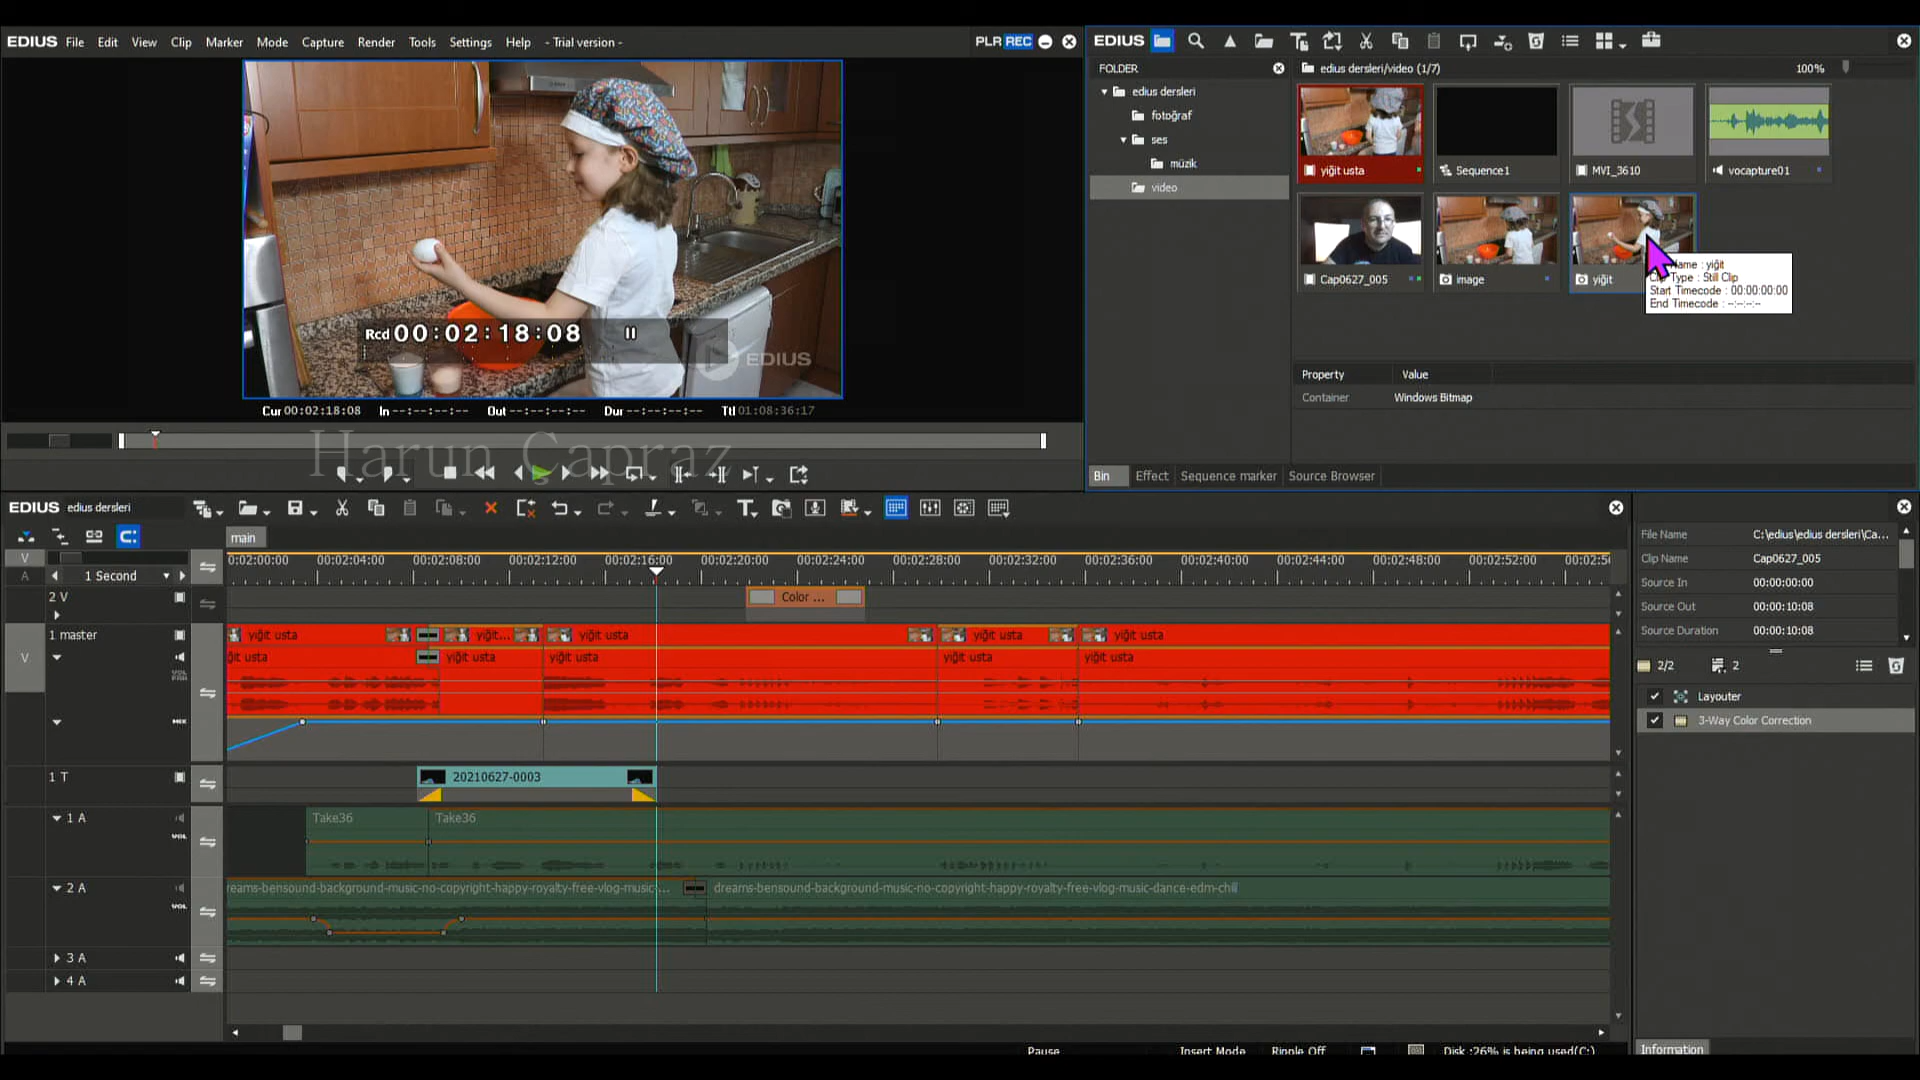 EDIUS File Edit View Clip Marker Mode Capture Render Tools Settings Help - Trial version -
PLR REC
Rcd 00:02:18:08
EDIUS
Cur 00:02:18:08 In --:--:--:-- Out --:--:--:-- Dur --:--:--:-- Ttl 01:08:36:17
Harun Çapraz
EDIUS
FOLDER
edius dersleri/video (1/7)
100%
edius dersleri
fotoğraf
ses
müzik
video
yiğit usta
Sequence1
MVI_3610
vocapture01
Cap0627_005
image
yiğit
Name : yiğit
Clip Type : Still Clip
Start Timecode : 00:00:00:00
End Timecode : --:--:--:--
Property Value
Container Windows Bitmap
Bin Effect Sequence marker Source Browser
EDIUS edius dersleri
main
V
A
1 Second
0:02:00:00 00:02:04:00 00:02:08:00 00:02:12:00 00:02:16:00 00:02:20:00 00:02:24:00 00:02:28:00 00:02:32:00 00:02:36:00 00:02:40:00 00:02:44:00 00:02:48:00 00:02:52:00 00:02:5
2 V
Color ...
1 master
yiğit usta yiğit... yiğit usta yiğit usta yiğit usta
V
ğit usta yiğit usta yiğit usta yiğit usta yiğit usta
VOL
PAN
MIX
1 T
20210627-0003
1 A
Take36 Take36
VOL
2 A
reams-bensound-background-music-no-copyright-happy-royalty-free-vlog-music-... dreams-bensound-background-music-no-copyright-happy-royalty-free-vlog-music-dance-edm-chill
VOL
3 A
4 A
Pause Insert Mode Ripple Off Disk :26% is being used(C:)
File Name C:\edius\edius dersleri\Ca...
Clip Name Cap0627_005
Source In 00:00:00:00
Source Out 00:00:10:08
Source Duration 00:00:10:08
2/2 2
Layouter
3-Way Color Correction
Information